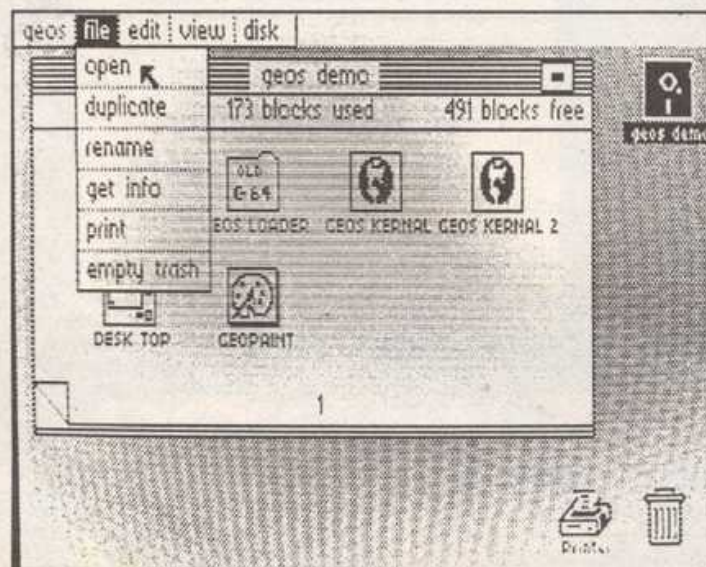 geos file edit view disk
open
duplicate
rename
get info
print
empty trash
geos demo
173 blocks used 491 blocks free
OLD
C-64
EOS LOADER GEOS KERNAL GEOS KERNAL 2
DESK TOP GEOPAINT
1
geos demo
Printer